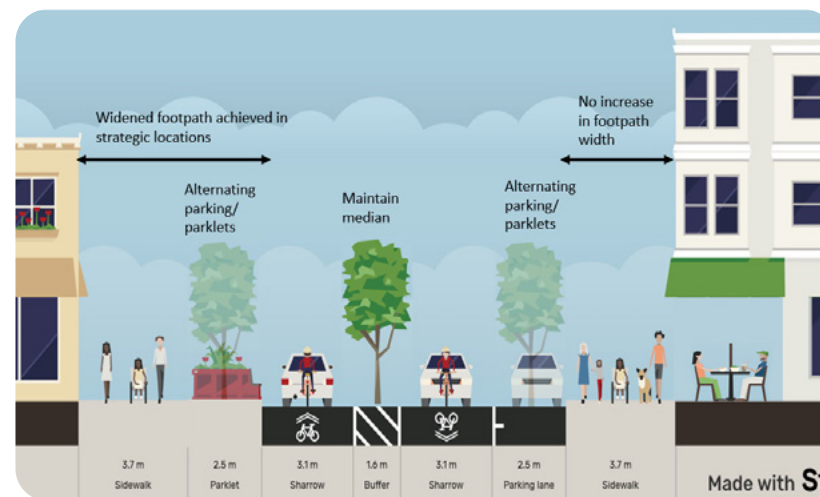 Widened footpath achieved in
strategic locations
No increase
in footpath
width
Alternating
parking/
parklets
Maintain
median
Alternating
parking/
parklets
3.7 m
Sidewalk
2.5 m
Parklet
3.1 m
Sharrow
1.6 m
Buffer
3.1 m
Sharrow
2.5 m
Parking lane
3.7 m
Sidewalk
Made with St